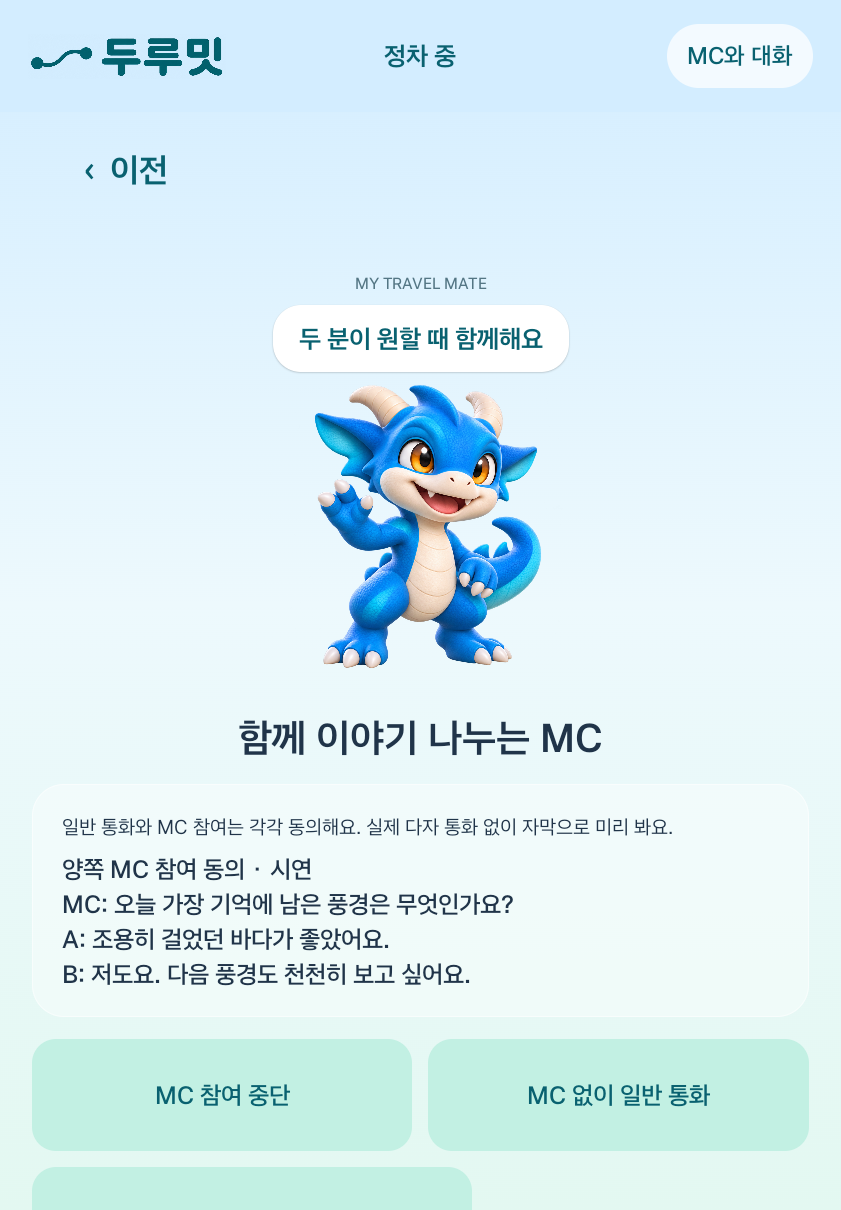 두루밋
정차 중
MC와 대화
‹ 이전
MY TRAVEL MATE
두 분이 원할 때 함께해요
함께 이야기 나누는 MC
일반 통화와 MC 참여는 각각 동의해요. 실제 다자 통화 없이 자막으로 미리 봐요.
양쪽 MC 참여 동의 · 시연
MC: 오늘 가장 기억에 남은 풍경은 무엇인가요?
A: 조용히 걸었던 바다가 좋았어요.
B: 저도요. 다음 풍경도 천천히 보고 싶어요.
MC 참여 중단
MC 없이 일반 통화